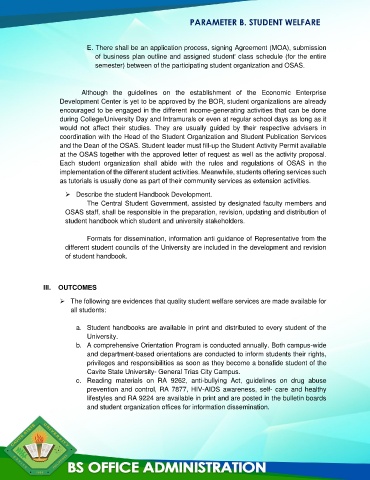 PARAMETER B. STUDENT WELFARE
E. There shall be an application process, signing Agreement (MOA), submission
of business plan outline and assigned student' class schedule (for the entire
semester) between of the participating student organization and OSAS.
Although the guidelines on the establishment of the Economic Enterprise
Development Center is yet to be approved by the BOR, student organizations are already
encouraged to be engaged in the different income-generating activities that can be done
during College/University Day and Intramurals or even at regular school days as long as it
would not affect their studies. They are usually guided by their respective advisers in
coordination with the Head of the Student Organization and Student Publication Services
and the Dean of the OSAS. Student leader must fill-up the Student Activity Permit available
at the OSAS together with the approved letter of request as well as the activity proposal.
Each student organization shall abide with the rules and regulations of OSAS in the
implementation of the different student activities. Meanwhile, students offering services such
as tutorials is usually done as part of their community services as extension activities.
➢ Describe the student Handbook Development.
The Central Student Government, assisted by designated faculty members and
OSAS staff, shall be responsible in the preparation, revision, updating and distribution of
student handbook which student and university stakeholders.
Formats for dissemination, information anti guidance of Representative from the
different student councils of the University are included in the development and revision
of student handbook.
III. OUTCOMES
➢ The following are evidences that quality student welfare services are made available for
all students:
a. Student handbooks are available in print and distributed to every student of the
University.
b. A comprehensive Orientation Program is conducted annually. Both campus-wide
and department-based orientations are conducted to inform students their rights,
privileges and responsibilities as soon as they become a bonafide student of the
Cavite State University- General Trias City Campus.
c. Reading materials on RA 9262, anti-bullying Act, guidelines on drug abuse
prevention and control, RA 7877, HIV-AIDS awareness, self- care and healthy
lifestyles and RA 9224 are available in print and are posted in the bulletin boards
and student organization offices for information dissemination.
BS OFFICE ADMINISTRATION